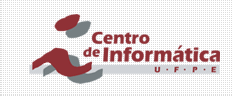 Centro
de Informática
U · F · P · E